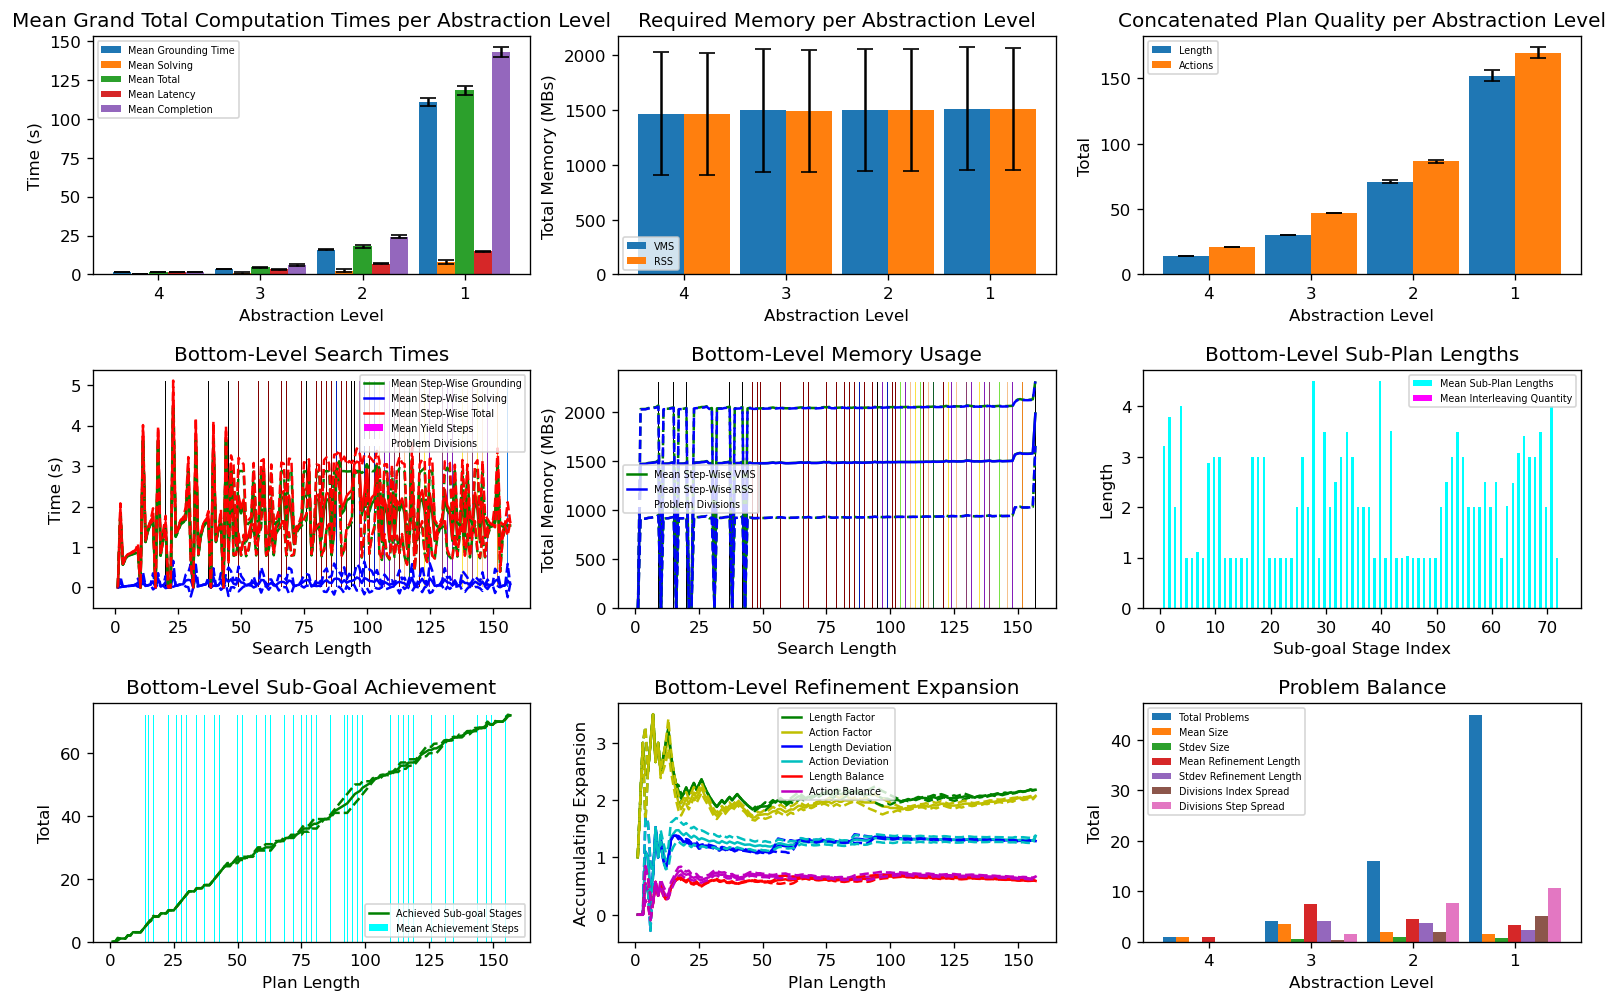 Mean Grand Total Computation Times per Abstraction Level
Time (s)
150
125
100
75
50
25
0
Mean Grounding Time
Mean Solving
Mean Total
Mean Latency
Mean Completion
4 3 2 1
Abstraction Level
Required Memory per Abstraction Level
Total Memory (MBs)
2000
1500
1000
500
0
VMS
RSS
4 3 2 1
Abstraction Level
Concatenated Plan Quality per Abstraction Level
Total
150
100
50
0
Length
Actions
4 3 2 1
Abstraction Level
Bottom-Level Search Times
Time (s)
5
4
3
2
1
0
Mean Step-Wise Grounding
Mean Step-Wise Solving
Mean Step-Wise Total
Mean Yield Steps
Problem Divisions
0 25 50 75 100 125 150
Search Length
Bottom-Level Memory Usage
Total Memory (MBs)
2000
1500
1000
500
0
Mean Step-Wise VMS
Mean Step-Wise RSS
Problem Divisions
0 25 50 75 100 125 150
Search Length
Bottom-Level Sub-Plan Lengths
Length
4
3
2
1
0
Mean Sub-Plan Lengths
Mean Interleaving Quantity
0 10 20 30 40 50 60 70
Sub-goal Stage Index
Bottom-Level Sub-Goal Achievement
Total
60
40
20
0
Achieved Sub-goal Stages
Mean Achievement Steps
0 25 50 75 100 125 150
Plan Length
Bottom-Level Refinement Expansion
Accumulating Expansion
3
2
1
0
Length Factor
Action Factor
Length Deviation
Action Deviation
Length Balance
Action Balance
0 25 50 75 100 125 150
Plan Length
Problem Balance
Total
40
30
20
10
0
Total Problems
Mean Size
Stdev Size
Mean Refinement Length
Stdev Refinement Length
Divisions Index Spread
Divisions Step Spread
4 3 2 1
Abstraction Level